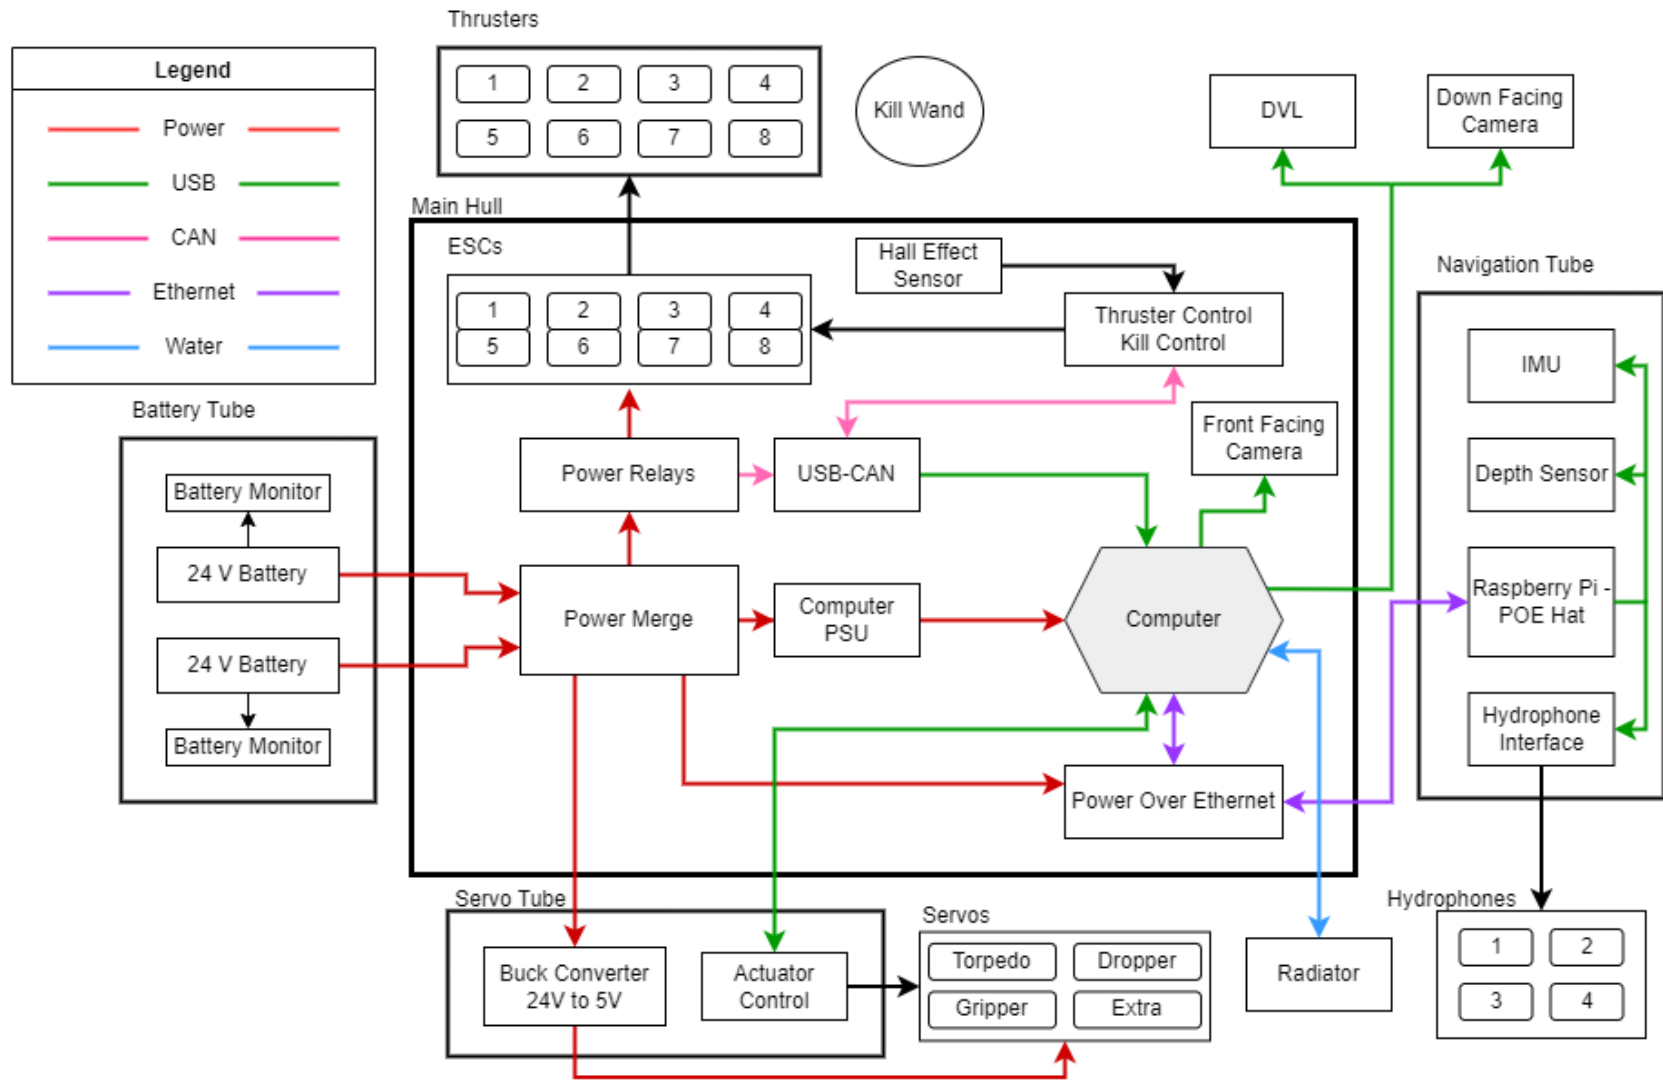 Legend
Power
USB
CAN
Ethernet
Water
Thrusters
1 2 3 4
5 6 7 8
Kill Wand
DVL
Down Facing
Camera
Main Hull
ESCs
1 2 3 4
5 6 7 8
Hall Effect
Sensor
Thruster Control
Kill Control
Front Facing
Camera
Power Relays
USB-CAN
Power Merge
Computer
PSU
Computer
Power Over Ethernet
Battery Tube
Battery Monitor
24 V Battery
24 V Battery
Battery Monitor
Navigation Tube
IMU
Depth Sensor
Raspberry Pi -
POE Hat
Hydrophone
Interface
Servo Tube
Buck Converter
24V to 5V
Actuator
Control
Servos
Torpedo Dropper
Gripper Extra
Radiator
Hydrophones
1 2
3 4